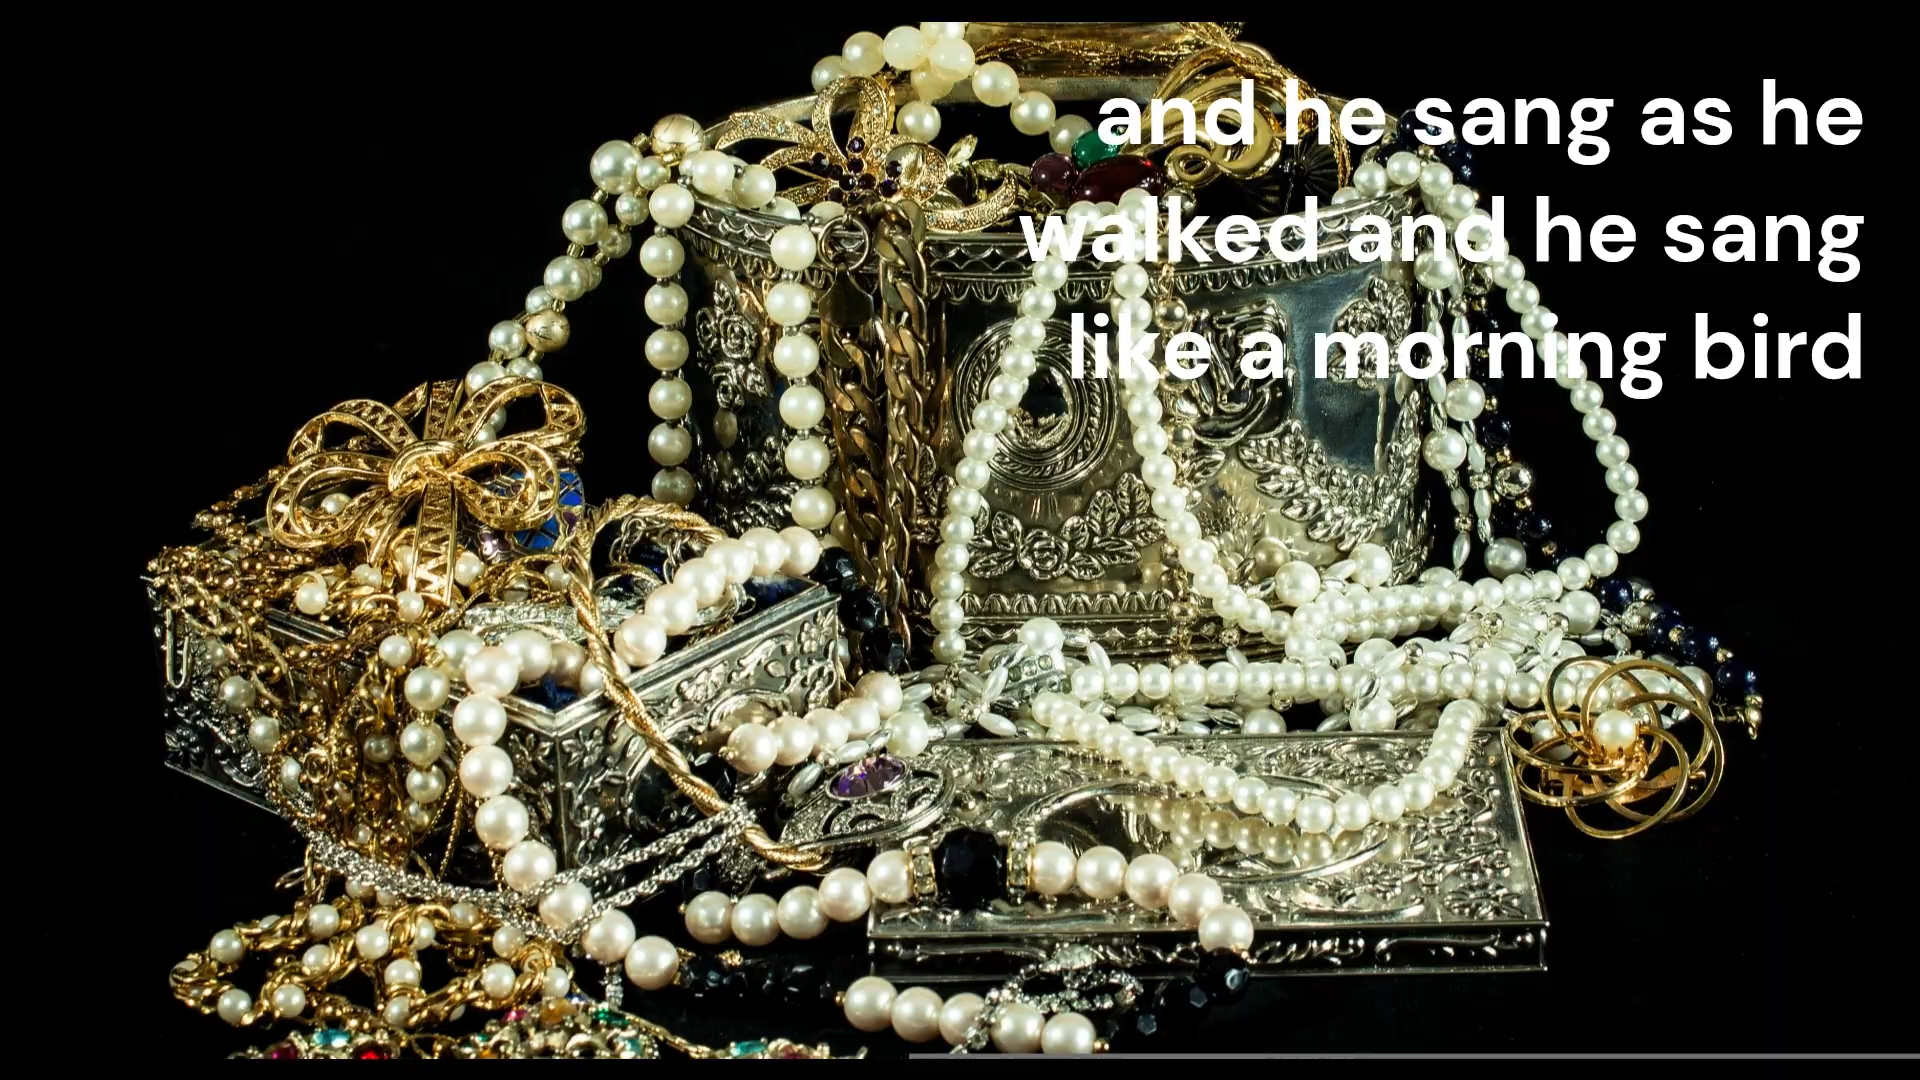 and he sang as he
walked and he sang
like a morning bird